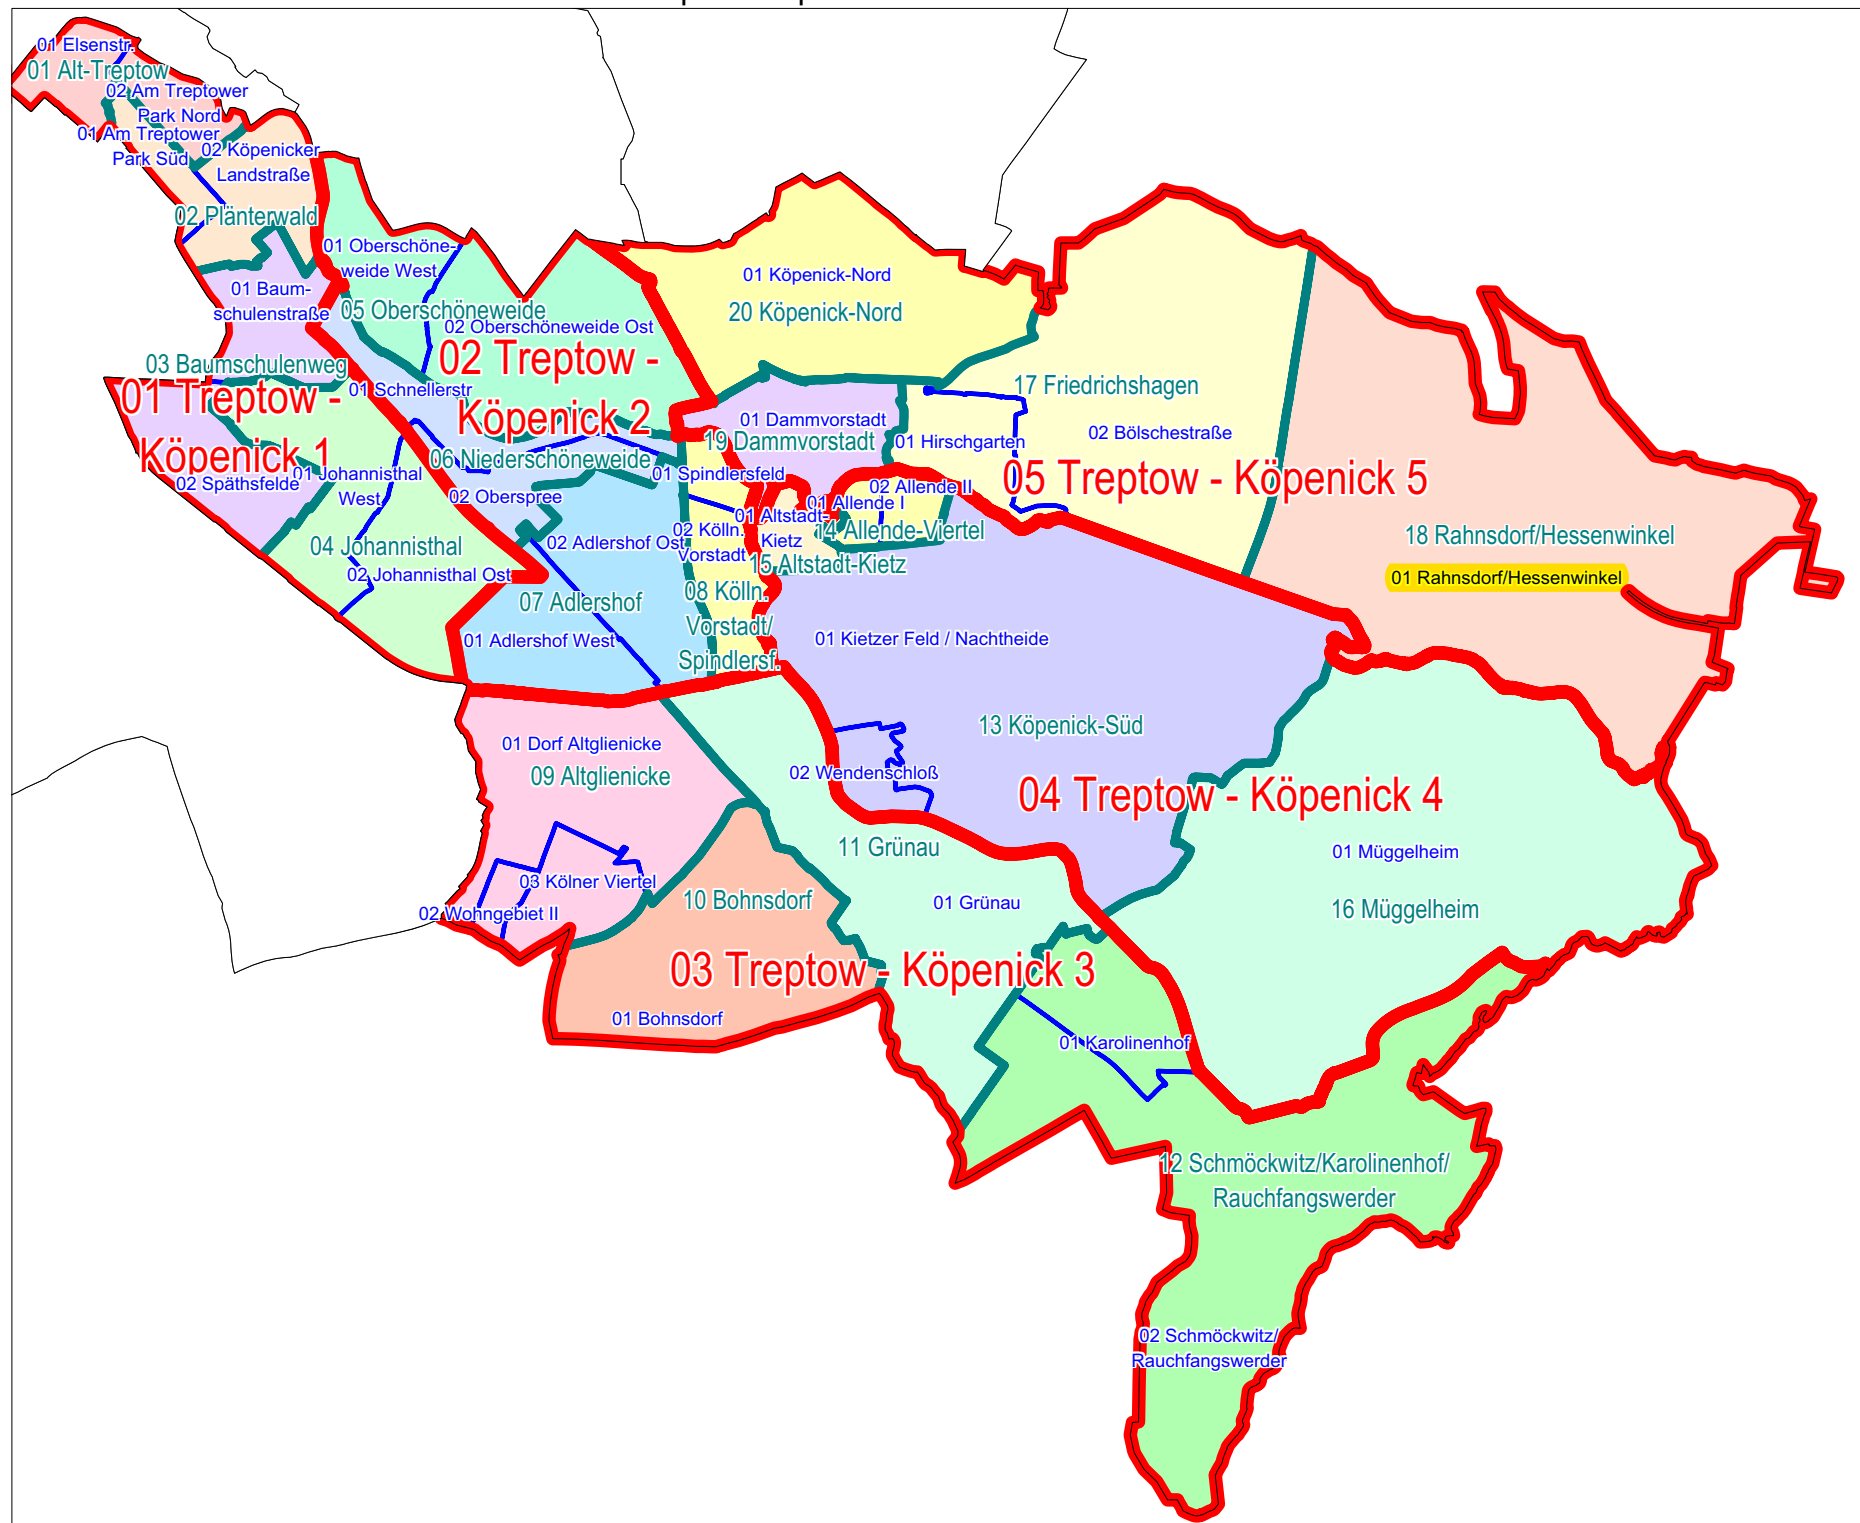 01 Elsenstr.
01 Alt-Treptow
02 Am Treptower
Park Nord
01 Am Treptower
Park Süd
02 Köpenicker
Landstraße
02 Plänterwald
01 Oberschöne-
weide West
01 Baum-
schulenstraße
05 Oberschöneweide
02 Oberschöneweide Ost
01 Köpenick-Nord
20 Köpenick-Nord
03 Baumschulenweg
01 Treptow -
Köpenick 1
02 Treptow -
Köpenick 2
01 Schnellerstr
17 Friedrichshagen
01 Dammvorstadt
19 Dammvorstadt
01 Hirschgarten
02 Bölschestraße
06 Niederschöneweide
01 Johannisthal
West
02 Späthsfelde
01 Spindlersfeld
02 Oberspree
05 Treptow - Köpenick 5
02 Allende II
01 Allende I
01 Altstadt-
Kietz
14 Allende-Viertel
02 Kölln.
Vorstadt
02 Adlershof Ost
04 Johannisthal
15 Altstadt-Kietz
18 Rahnsdorf/Hessenwinkel
01 Rahnsdorf/Hessenwinkel
02 Johannisthal Ost
07 Adlershof
08 Kölln.
Vorstadt/
Spindlersf.
01 Adlershof West
01 Kietzer Feld / Nachtheide
13 Köpenick-Süd
01 Dorf Altglienicke
09 Altglienicke
02 Wendenschloß
04 Treptow - Köpenick 4
11 Grünau
01 Müggelheim
03 Kölner Viertel
10 Bohnsdorf
01 Grünau
16 Müggelheim
02 Wohngebiet II
03 Treptow - Köpenick 3
01 Bohnsdorf
01 Karolinenhof
12 Schmöckwitz/Karolinenhof/
Rauchfangswerder
02 Schmöckwitz/
Rauchfangswerder